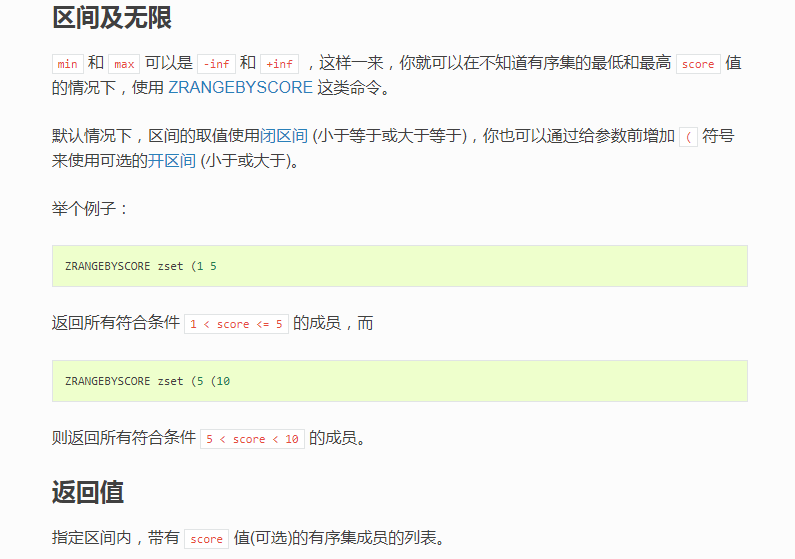 区间及无限
min 和 max 可以是 -inf 和 +inf ，这样一来，你就可以在不知道有序集的最低和最高 score 值
的情况下，使用 ZRANGEBYSCORE 这类命令。
默认情况下，区间的取值使用闭区间 (小于等于或大于等于)，你也可以通过给参数前增加 ( 符号
来使用可选的开区间 (小于或大于)。
举个例子：
ZRANGEBYSCORE zset (1 5
返回所有符合条件 1 < score <= 5 的成员，而
ZRANGEBYSCORE zset (5 (10
则返回所有符合条件 5 < score < 10 的成员。
返回值
指定区间内，带有 score 值(可选)的有序集成员的列表。